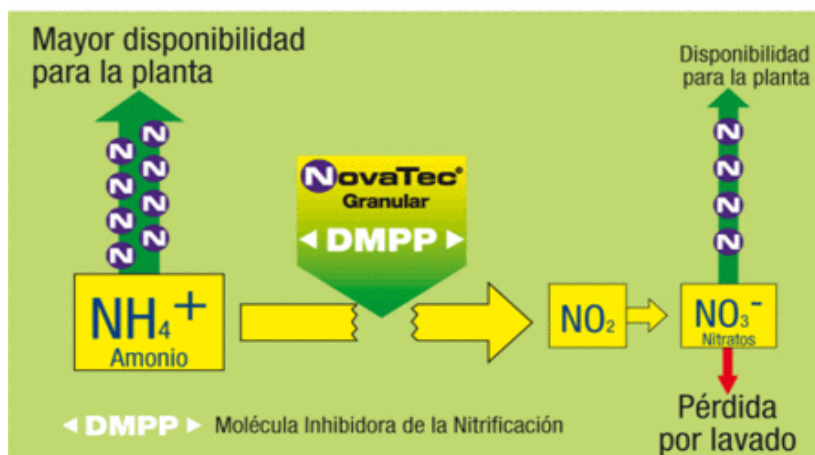 Mayor disponibilidad
para la planta
Disponibilidad
para la planta
N
N
N
N
N
N
N
N
NovaTec®
Granular
◄ DMPP ►
N
N
N
N
NH₄⁺
Amonio
NO₂
NO₃⁻
Nitratos
◄ DMPP ► Molécula Inhibidora de la Nitrificación
Pérdida
por lavado